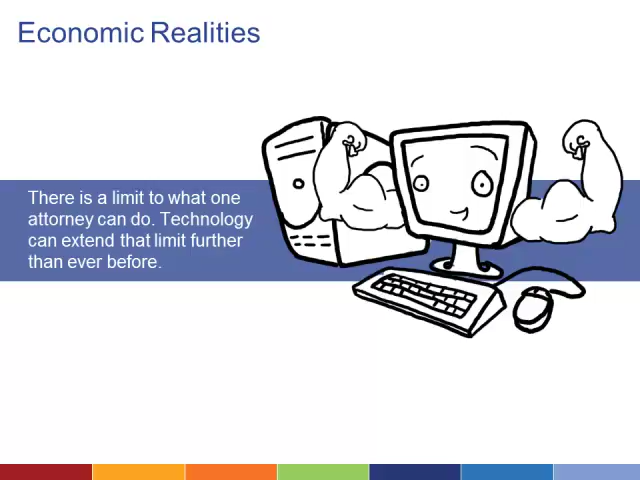 Economic Realities
There is a limit to what one
attorney can do. Technology
can extend that limit further
than ever before.